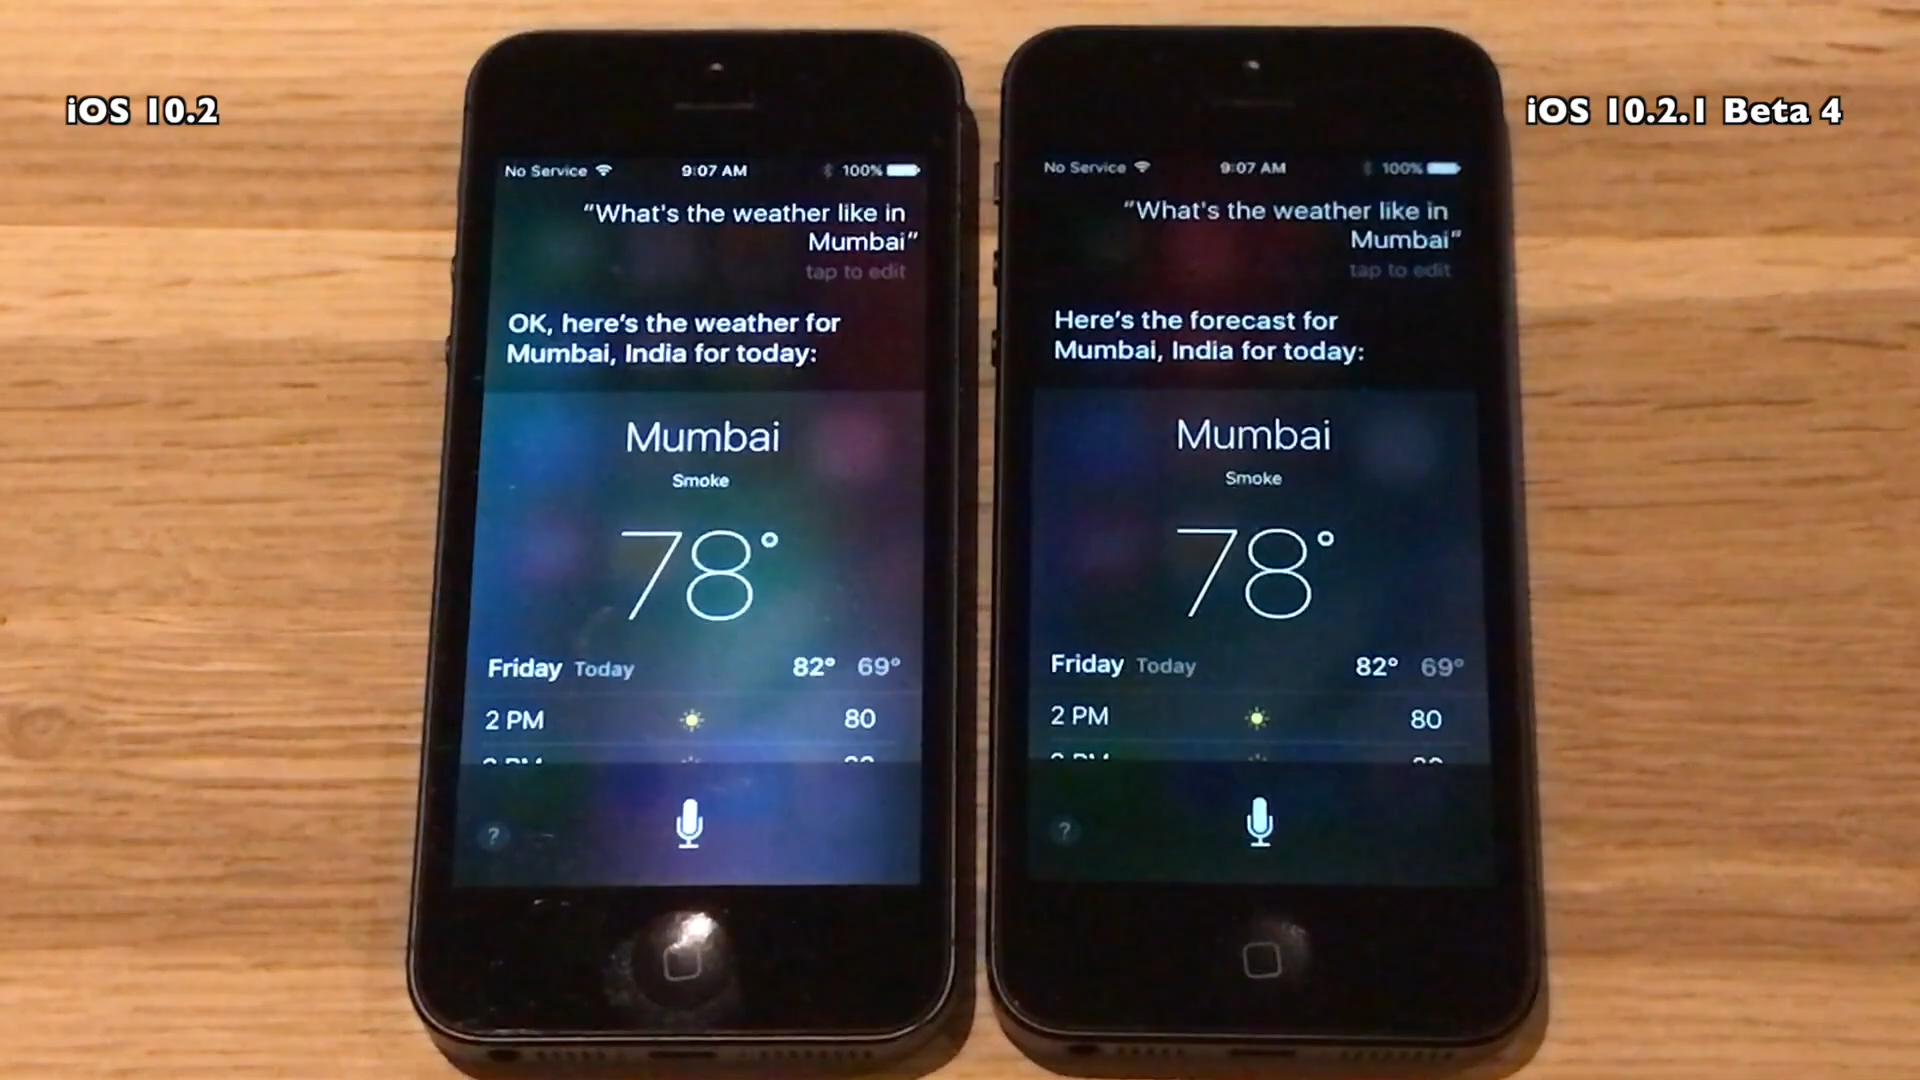 iOS 10.2
No Service 9:07 AM 100%
“What's the weather like in
Mumbai”
tap to edit
OK, here's the weather for
Mumbai, India for today:
Mumbai
Smoke
78°
Friday Today 82° 69°
2 PM 80
?
iOS 10.2.1 Beta 4
No Service 9:07 AM 100%
“What's the weather like in
Mumbai”
tap to edit
Here's the forecast for
Mumbai, India for today:
Mumbai
Smoke
78°
Friday Today 82° 69°
2 PM 80
?